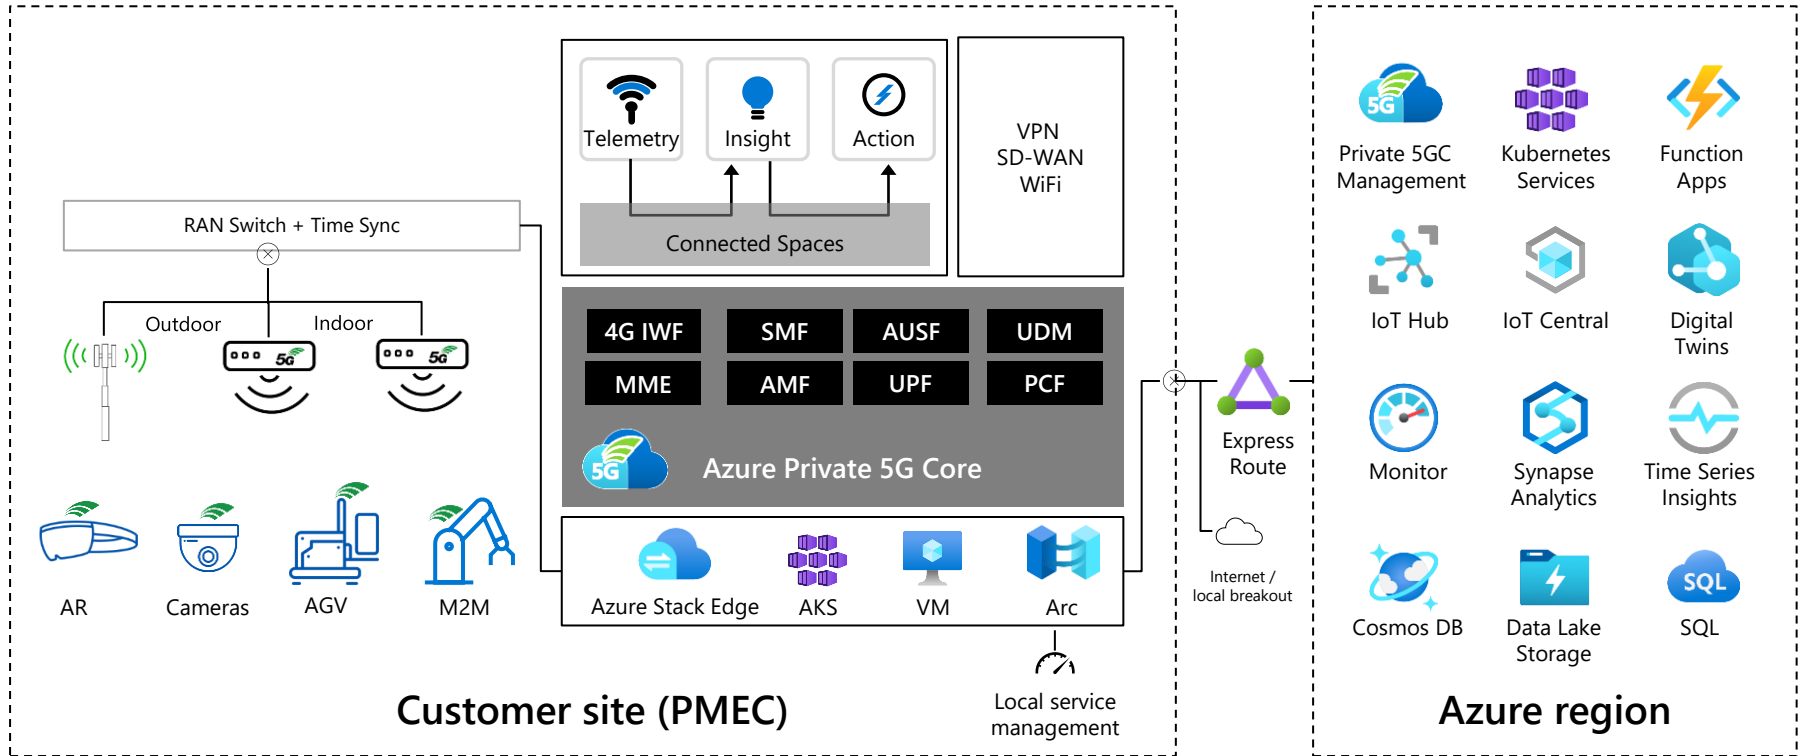 Telemetry
Insight
Action
Connected Spaces
VPN
SD-WAN
WiFi
RAN Switch + Time Sync
Outdoor
Indoor
5G
5G
4G IWF
SMF
AUSF
UDM
MME
AMF
UPF
PCF
5G
Azure Private 5G Core
AR
Cameras
AGV
M2M
Azure Stack Edge
AKS
VM
Arc
Local service
management
Customer site (PMEC)
Express
Route
Internet /
local breakout
5G
Private 5GC
Management
Kubernetes
Services
Function
Apps
IoT Hub
IoT Central
Digital
Twins
Monitor
Synapse
Analytics
Time Series
Insights
Cosmos DB
Data Lake
Storage
SQL
SQL
Azure region